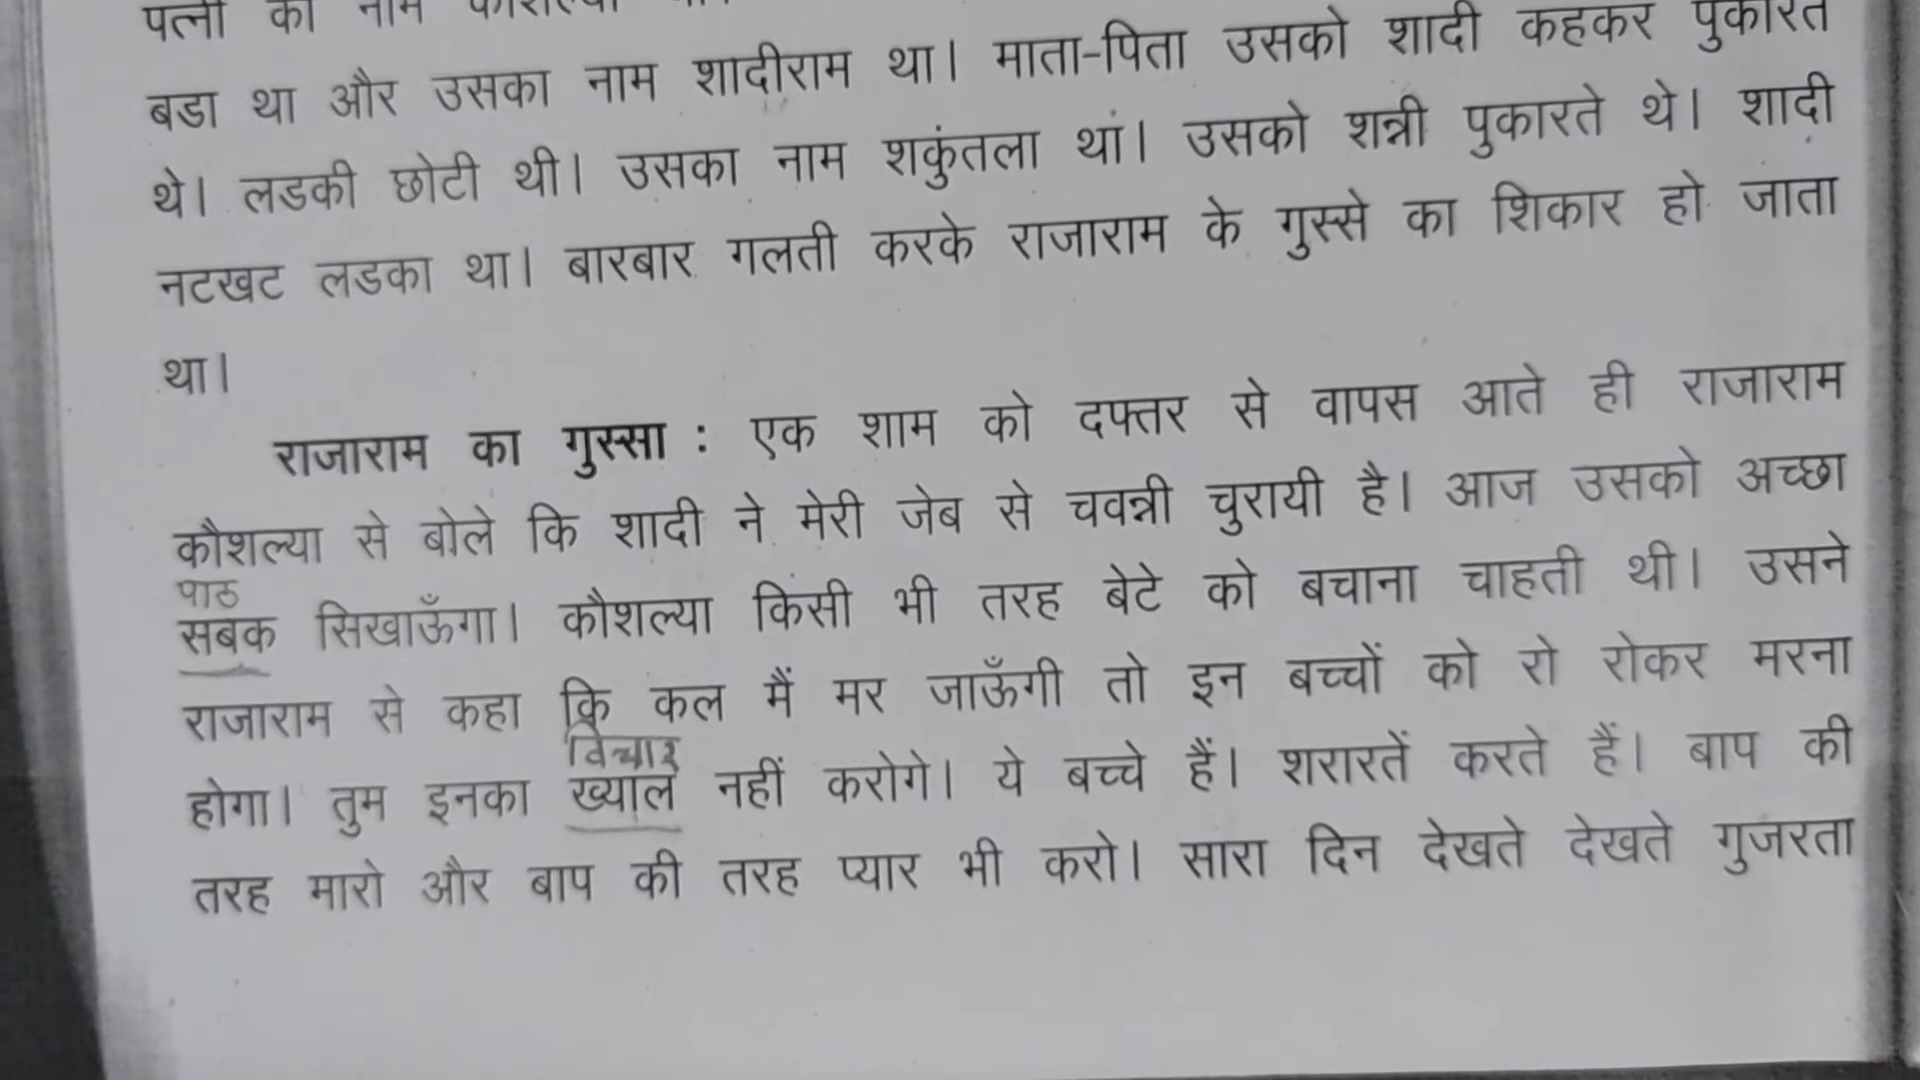 पत्नी का नाम
बडा था और उसका नाम शादीराम था। माता-पिता उसको शादी कहकर पुकारते
थे। लडकी छोटी थी। उसका नाम शकुंतला थां। उसको शन्नी पुकारते थे। शादी
नटखट लडका था। बारबार गलती करके राजाराम के गुस्से का शिकार हो जाता
था।
राजाराम का गुस्सा : एक शाम को दफ्तर से वापस आते ही राजाराम
कौशल्या से बोले कि शादी ने मेरी जेब से चवन्नी चुरायी है। आज उसको अच्छा
पाठ
सबक सिखाऊँगा। कौशल्या किसी भी तरह बेटे को बचाना चाहती थी। उसने
राजाराम से कहा कि कल मैं मर जाऊँगी तो इन बच्चों को रो रोकर मरना
विचार
होगा। तुम इनका ख्याल नहीं करोगे। ये बच्चे हैं। शरारतें करते हैं। बाप की
तरह मारो और बाप की तरह प्यार भी करो। सारा दिन देखते देखते गुजरता